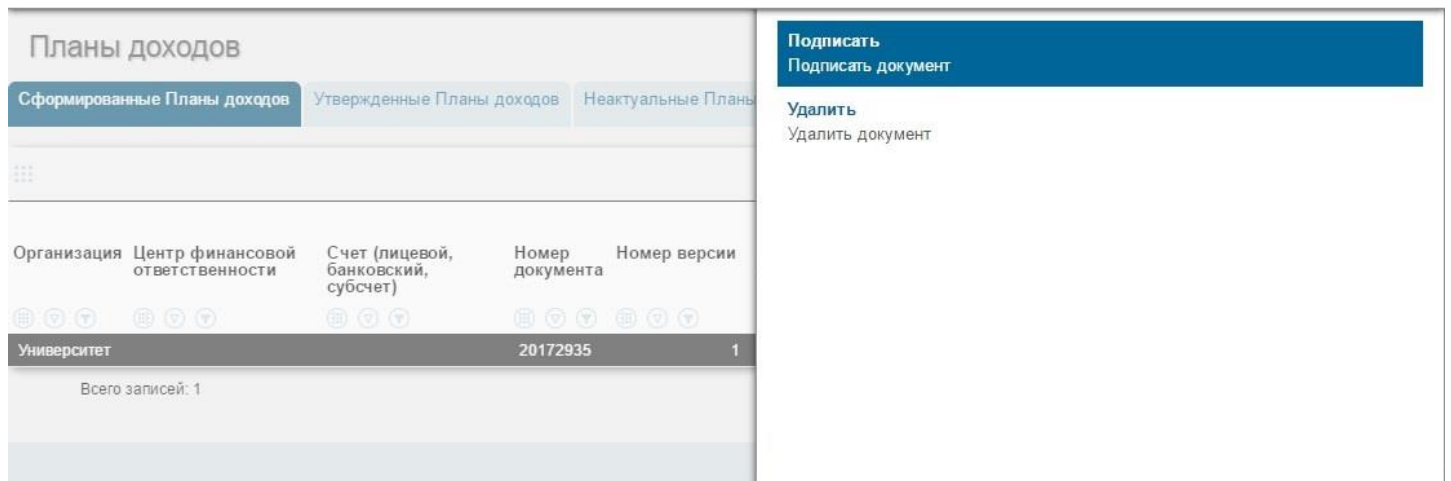 Планы доходов
Сформированные Планы доходов
Утвержденные Планы доходов
Неактуальные Планы
Организация
Центр финансовой
ответственности
Счет (лицевой,
банковский,
субсчет)
Номер
документа
Номер версии
Университет
20172935
1
Всего записей: 1
Подписать
Подписать документ
Удалить
Удалить документ